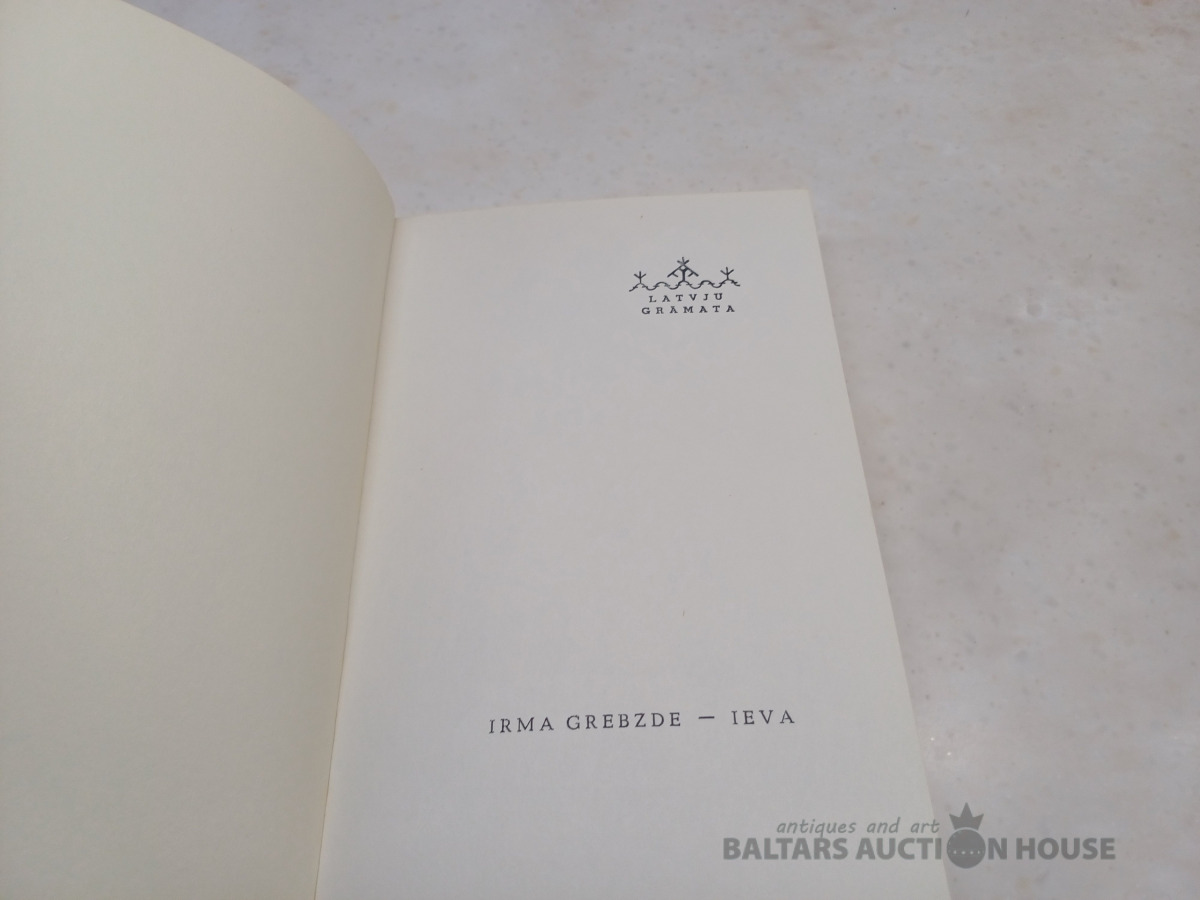 LATVJU
GRĀMATA
IRMA GREBZDE — IEVA
antiques and art
BALTARS AUCTION HOUSE